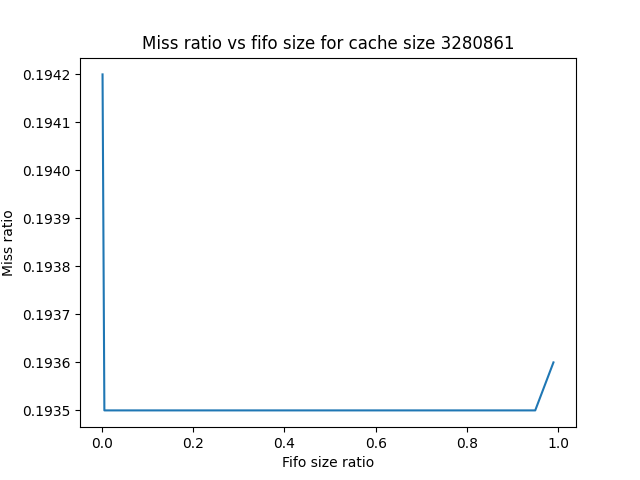 Miss ratio vs fifo size for cache size 3280861
0.1942
0.1941
0.1940
0.1939
0.1938
0.1937
0.1936
0.1935
Miss ratio
0.0 0.2 0.4 0.6 0.8 1.0
Fifo size ratio